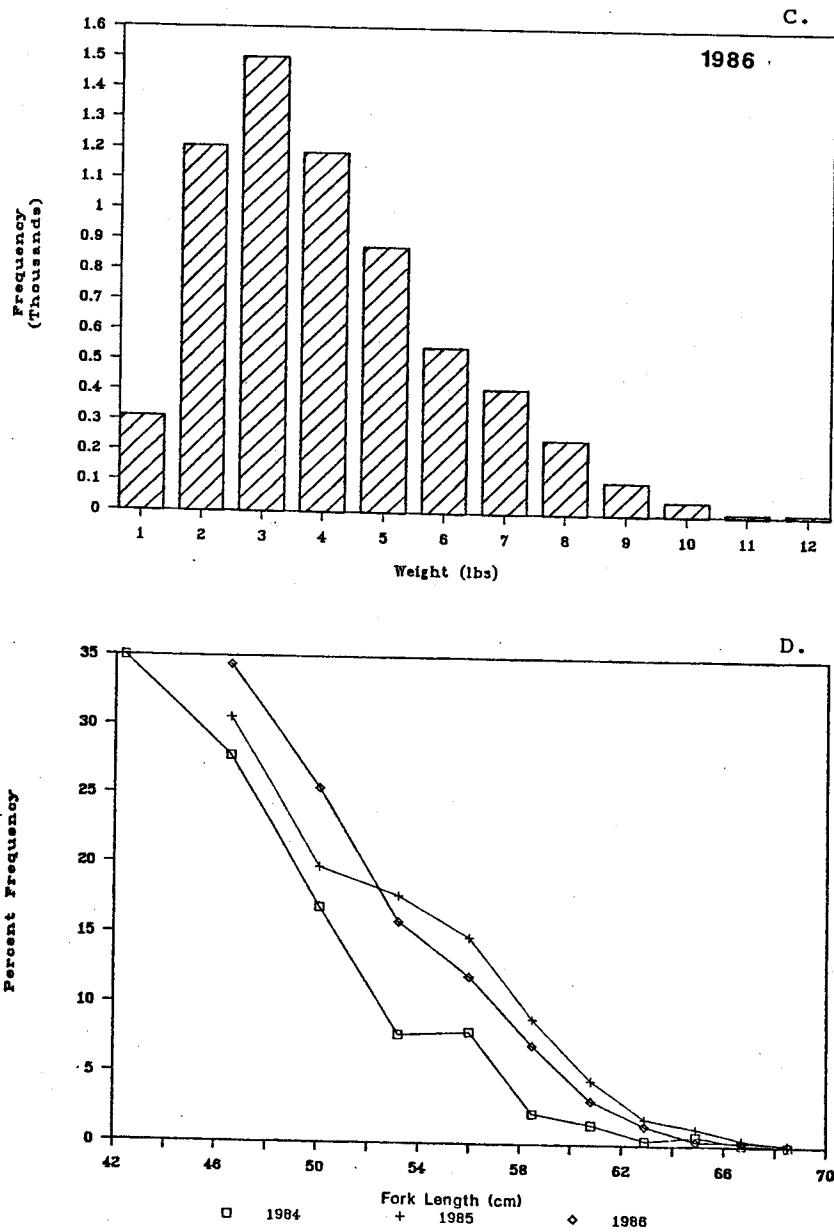 C.
1986
1.6
1.5
1.4
1.3
1.2
1.1
1
0.9
0.8
0.7
0.6
0.5
0.4
0.3
0.2
0.1
0
Frequency
(Thousands)
1 2 3 4 5 6 7 8 9 10 11 12
Weight (lbs)
D.
35
30
25
20
15
10
5
0
Percent Frequency
42 46 50 54 58 62 66 70
Fork Length (cm)
1984 1985 1986